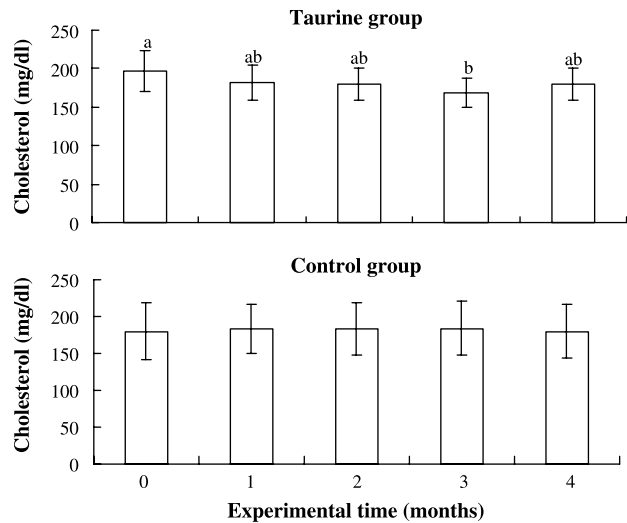 Taurine group
Cholesterol (mg/dl)
250
200
150
100
50
0
a
ab
ab
b
ab
Control group
Cholesterol (mg/dl)
250
200
150
100
50
0
0 1 2 3 4
Experimental time (months)